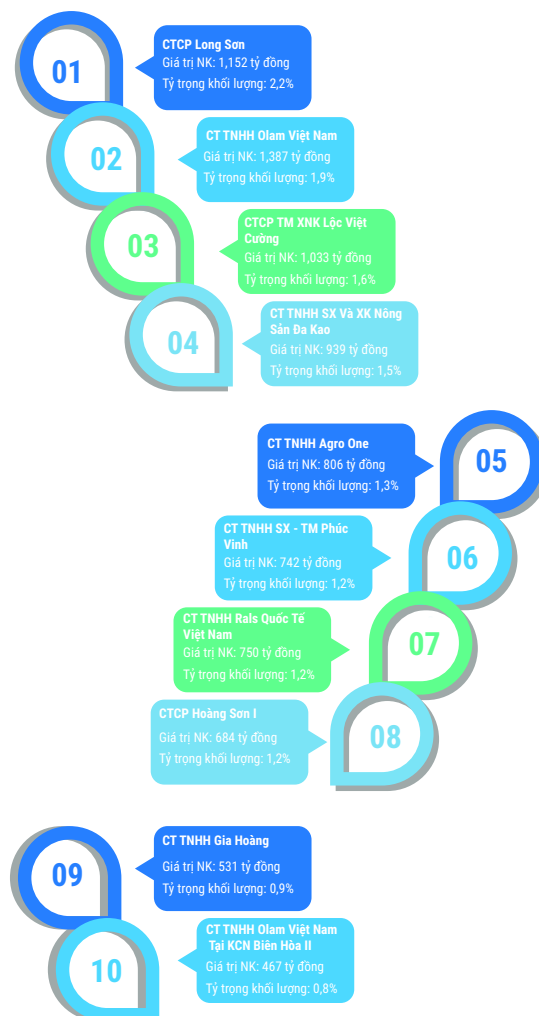 01
CTCP Long Sơn
Giá trị NK: 1,152 tỷ đồng
Tỷ trọng khối lượng: 2,2%
02
CT TNHH Olam Việt Nam
Giá trị NK: 1,387 tỷ đồng
Tỷ trọng khối lượng: 1,9%
03
CTCP TM XNK Lộc Việt
Cường
Giá trị NK: 1,033 tỷ đồng
Tỷ trọng khối lượng: 1,6%
04
CT TNHH SX Và XK Nông
Sản Đa Kao
Giá trị NK: 939 tỷ đồng
Tỷ trọng khối lượng: 1,5%
05
CT TNHH Agro One
Giá trị NK: 806 tỷ đồng
Tỷ trọng khối lượng: 1,3%
06
CT TNHH SX - TM Phúc
Vinh
Giá trị NK: 742 tỷ đồng
Tỷ trọng khối lượng: 1,2%
07
CT TNHH Rals Quốc Tế
Việt Nam
Giá trị NK: 750 tỷ đồng
Tỷ trọng khối lượng: 1,2%
08
CTCP Hoàng Sơn I
Giá trị NK: 684 tỷ đồng
Tỷ trọng khối lượng: 1,2%
09
CT TNHH Gia Hoàng
Giá trị NK: 531 tỷ đồng
Tỷ trọng khối lượng: 0,9%
10
CT TNHH Olam Việt Nam
Tại KCN Biên Hòa II
Giá trị NK: 467 tỷ đồng
Tỷ trọng khối lượng: 0,8%